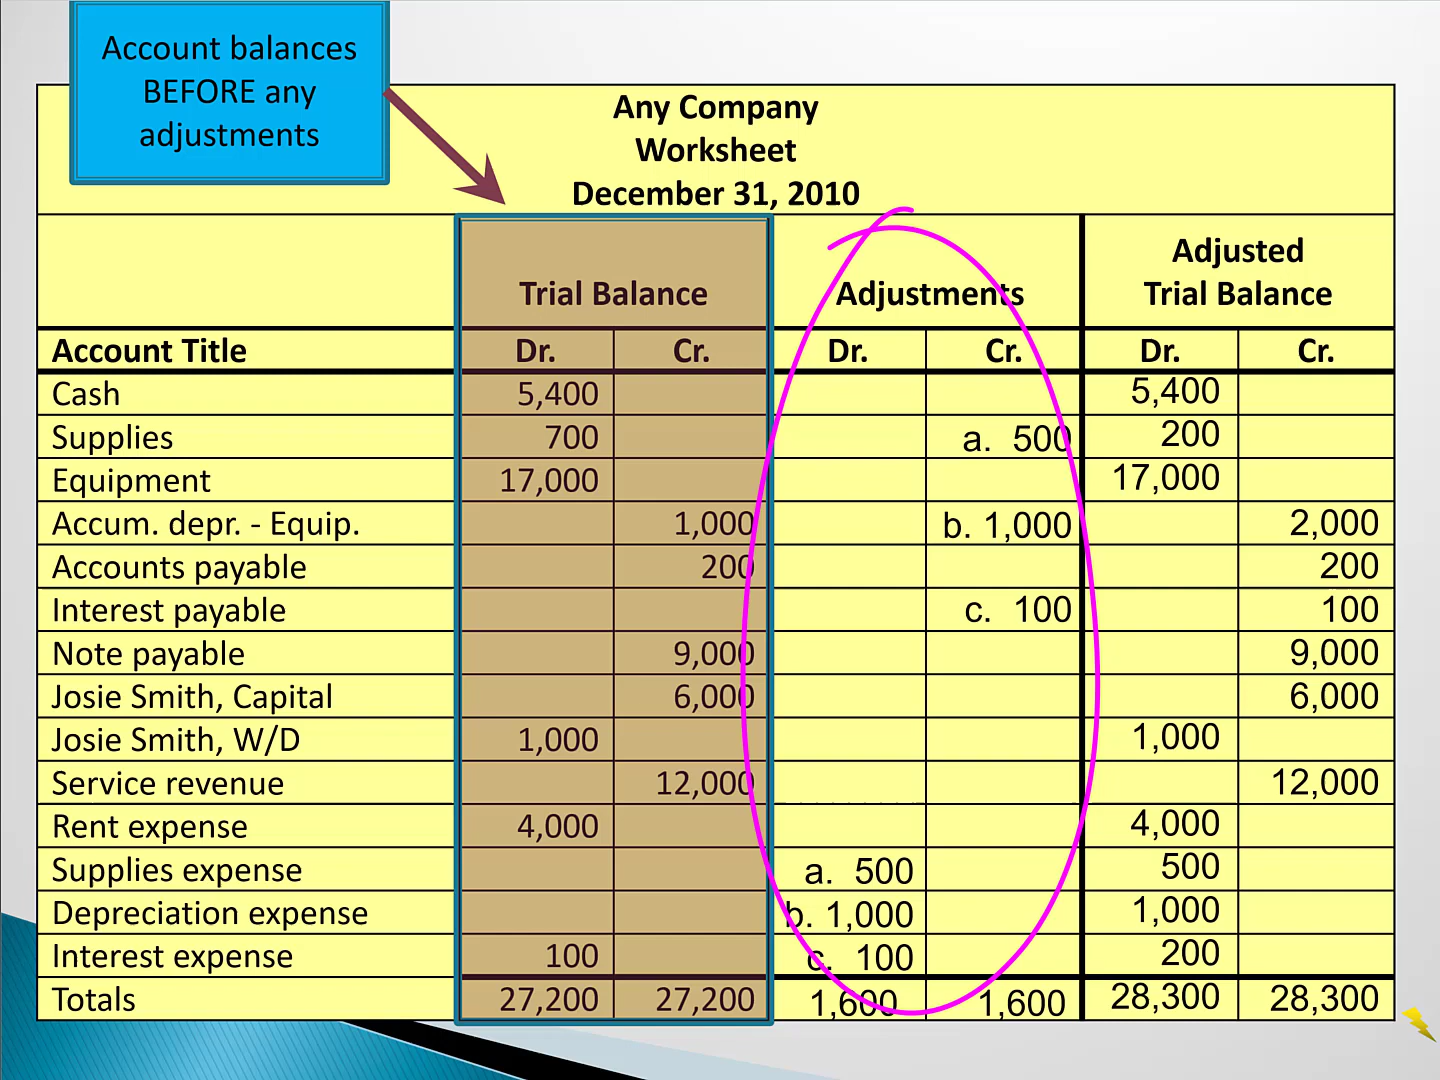 Account balances
BEFORE any
adjustments
Any Company
Worksheet
December 31, 2010
Trial Balance Adjustments Adjusted Trial Balance
Account Title Dr. Cr. Dr. Cr. Dr. Cr.
Cash 5,400 5,400
Supplies 700 a. 500 200
Equipment 17,000 17,000
Accum. depr. - Equip. 1,000 b. 1,000 2,000
Accounts payable 200 200
Interest payable c. 100 100
Note payable 9,000 9,000
Josie Smith, Capital 6,000 6,000
Josie Smith, W/D 1,000 1,000
Service revenue 12,000 12,000
Rent expense 4,000 4,000
Supplies expense a. 500 500
Depreciation expense b. 1,000 1,000
Interest expense 100 c. 100 200
Totals 27,200 27,200 1,600 1,600 28,300 28,300